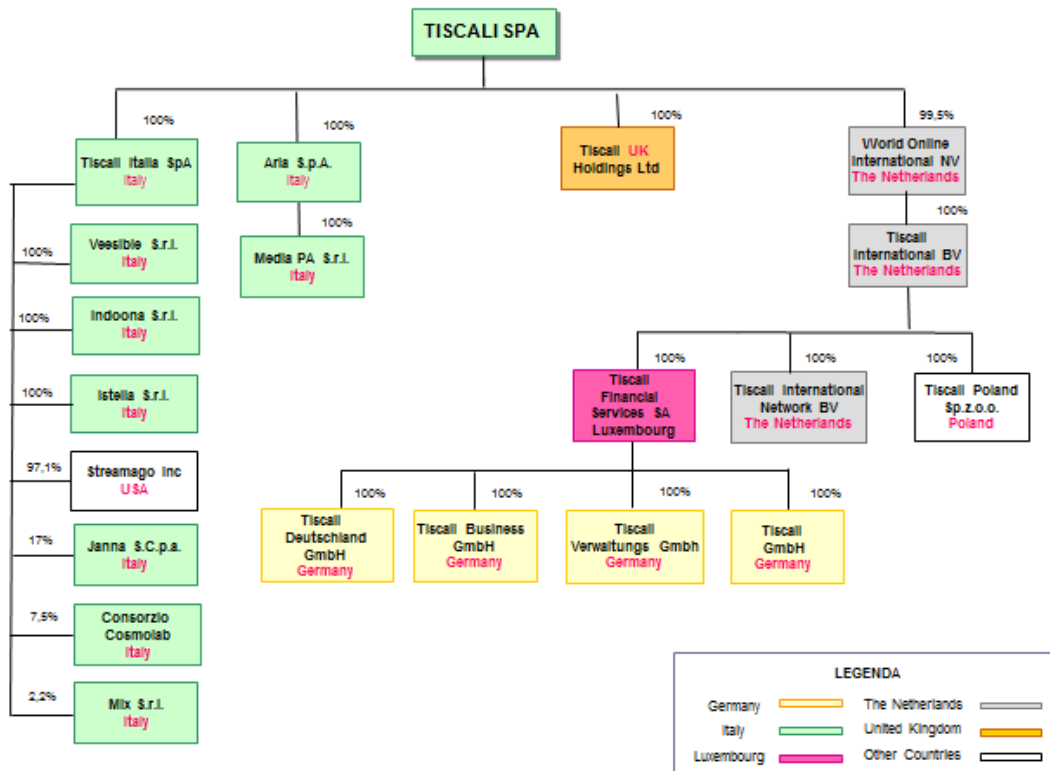 TISCALI SPA
100%
100%
100%
99,5%
Tiscali Italia SpA
Italy
Aria S.p.A.
Italy
Tiscali UK
Holdings Ltd
World Online
International NV
The Netherlands
100%
Veesible S.r.l.
Italy
100%
Media PA S.r.l.
Italy
100%
Tiscali
International BV
The Netherlands
100%
Indoona S.r.l.
Italy
100%
Istella S.r.l.
Italy
100%
Tiscali
Financial
Services SA
Luxembourg
100%
Tiscali International
Network BV
The Netherlands
100%
Tiscali Poland
Sp.z.o.o.
Poland
97,1%
Streamago Inc
USA
100%
Tiscali
Deutschland
GmbH
Germany
100%
Tiscali Business
GmbH
Germany
100%
Tiscali
Verwaltungs Gmbh
Germany
100%
Tiscali
GmbH
Germany
17%
Janna S.C.p.a.
Italy
7,5%
Consorzio
Cosmolab
Italy
2,2%
Mix S.r.l.
Italy
LEGENDA
Germany
The Netherlands
Italy
United Kingdom
Luxembourg
Other Countries